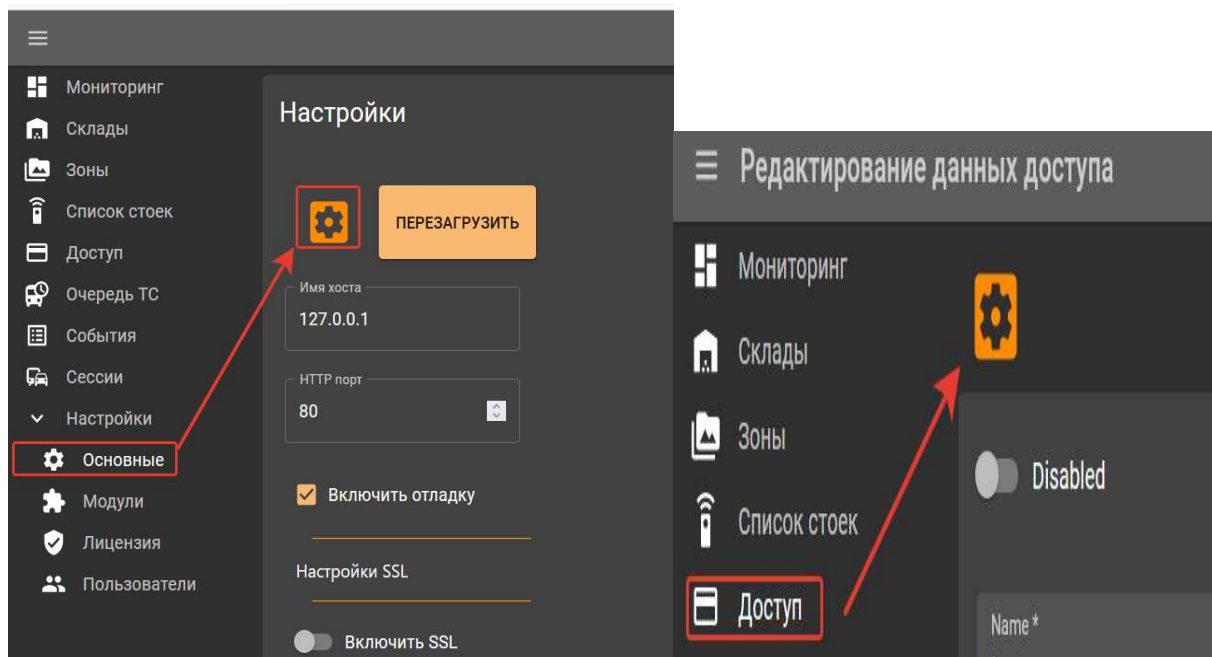 Мониторинг
Склады
Зоны
Список стоек
Доступ
Очередь ТС
События
Сессии
Настройки
Основные
Модули
Лицензия
Пользователи
Настройки
ПЕРЕЗАГРУЗИТЬ
Имя хоста
127.0.0.1
HTTP порт
80
Включить отладку
Настройки SSL
Включить SSL
Редактирование данных доступа
Мониторинг
Склады
Зоны
Список стоек
Доступ
Disabled
Name *